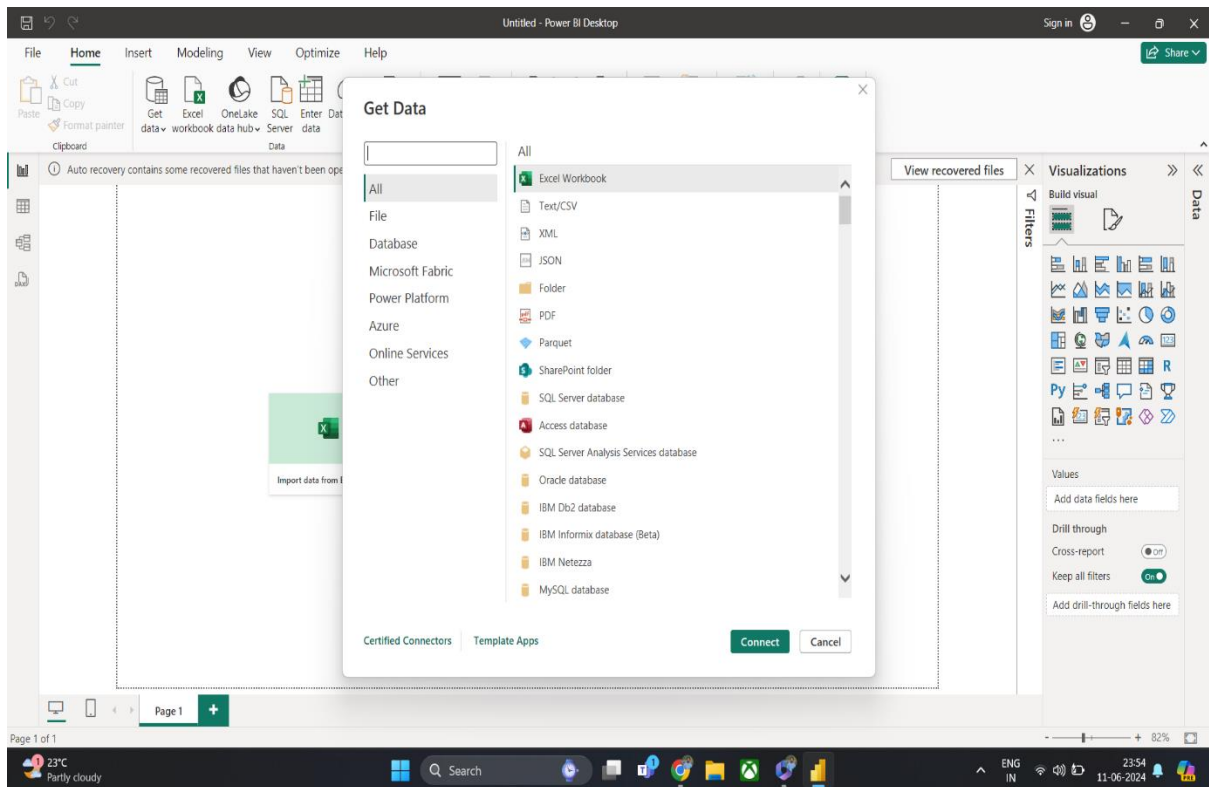 Untitled - Power BI Desktop
Sign in
File Home Insert Modeling View Optimize Help
Share
Paste
Cut
Copy
Format painter
Clipboard
Get data
Excel workbook
OneLake data hub
SQL Server
Enter data
Dat
Data
Auto recovery contains some recovered files that haven't been ope
View recovered files
Get Data
All
File
Database
Microsoft Fabric
Power Platform
Azure
Online Services
Other
All
Excel Workbook
Text/CSV
XML
JSON
Folder
PDF
Parquet
SharePoint folder
SQL Server database
Access database
SQL Server Analysis Services database
Oracle database
IBM Db2 database
IBM Informix database (Beta)
IBM Netezza
MySQL database
Certified Connectors
Template Apps
Connect
Cancel
Import data from E
Filters
Visualizations
Build visual
123
R
Py
...
Values
Add data fields here
Drill through
Cross-report
Off
Keep all filters
On
Add drill-through fields here
Data
Page 1
Page 1 of 1
82%
1
23°C
Partly cloudy
Search
ENG
IN
23:54
11-06-2024